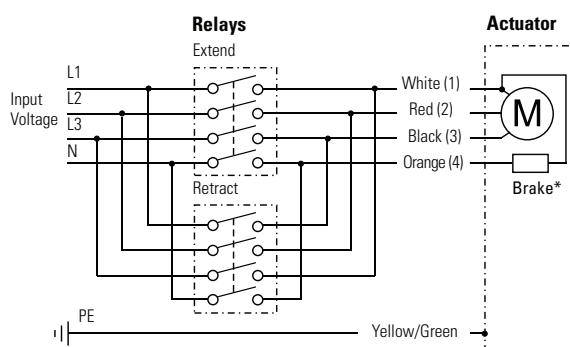 Relays
Actuator
Extend
L1
White (1)
Input
Voltage
L2
Red (2)
M
L3
Black (3)
N
Orange (4)
Retract
Brake*
PE
Yellow/Green